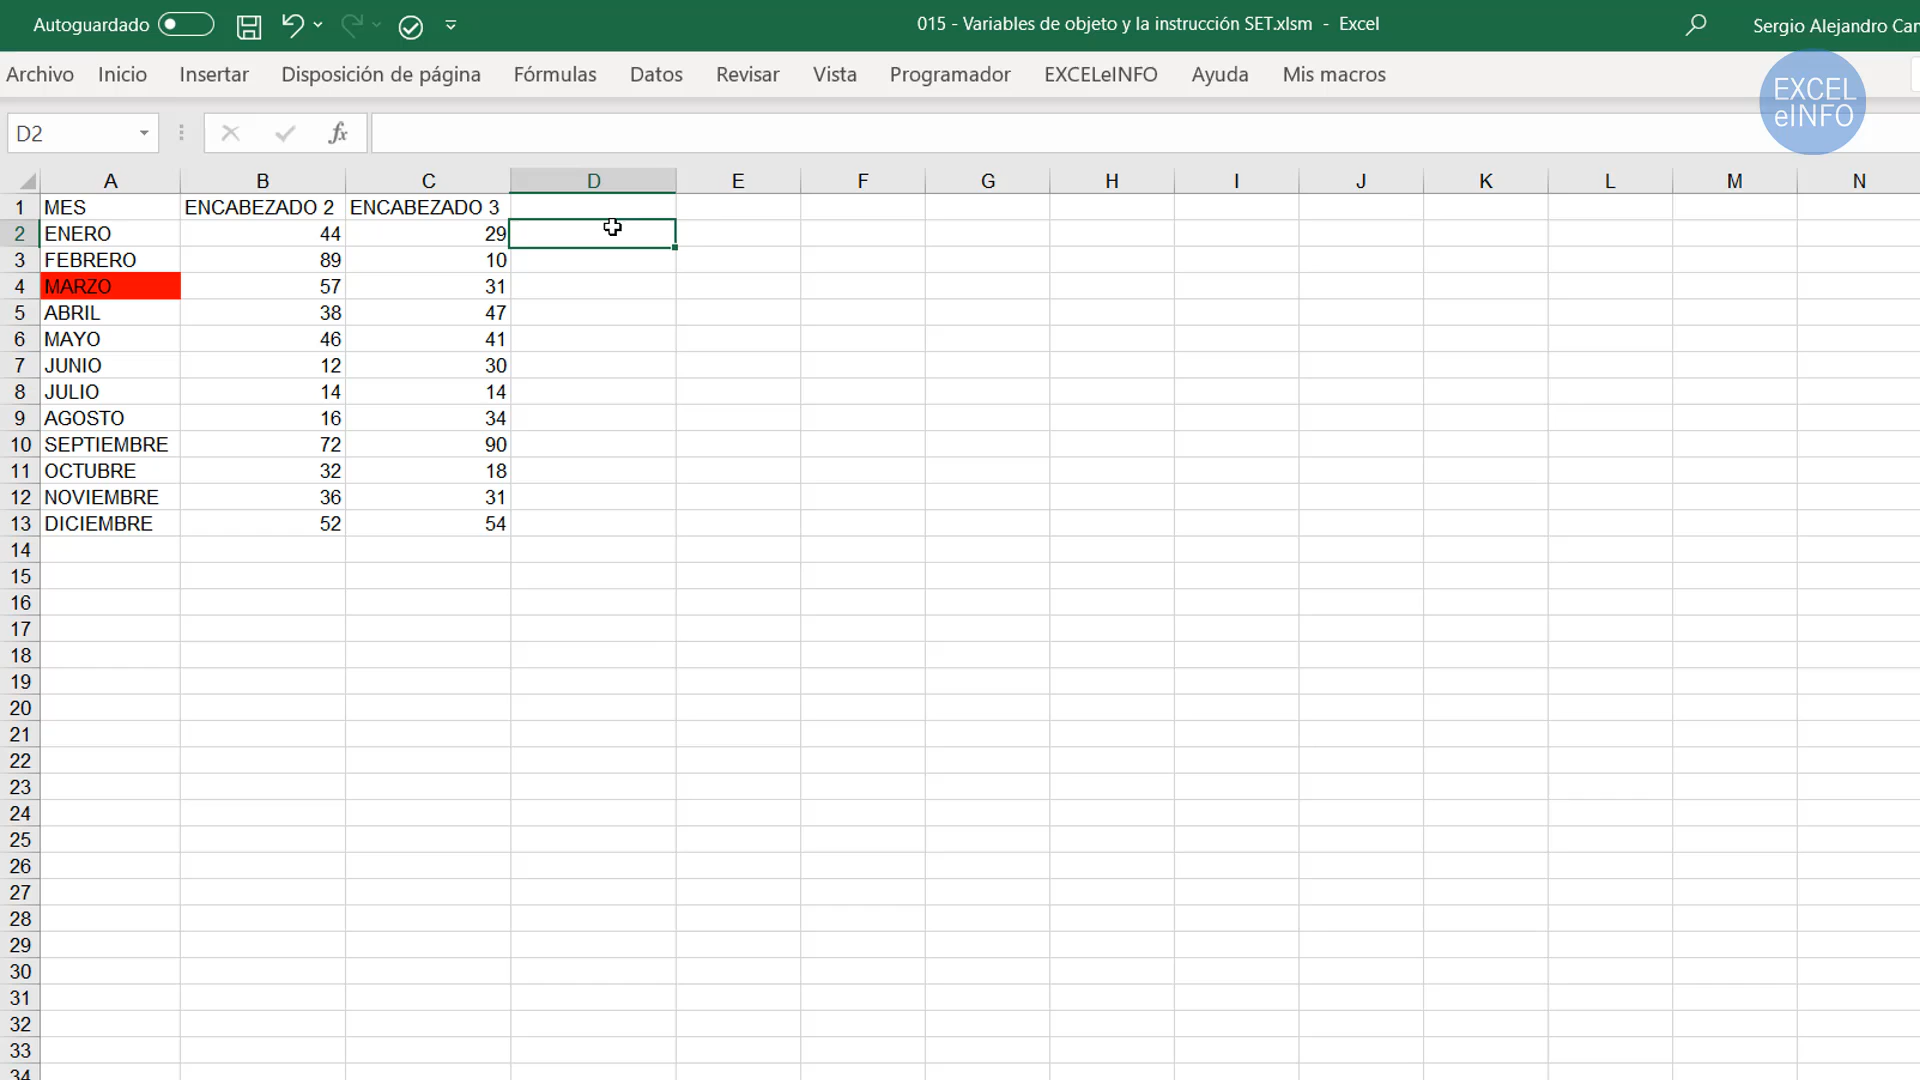 Autoguardado
015 - Variables de objeto y la instrucción SET.xlsm - Excel
Sergio Alejandro Car
Archivo Inicio Insertar Disposición de página Fórmulas Datos Revisar Vista Programador EXCELeINFO Ayuda Mis macros
EXCEL
eINFO
D2 fx
A B C D E F G H I J K L M N
1 MES ENCABEZADO 2 ENCABEZADO 3
2 ENERO 44 29
3 FEBRERO 89 10
4 MARZO 57 31
5 ABRIL 38 47
6 MAYO 46 41
7 JUNIO 12 30
8 JULIO 14 14
9 AGOSTO 16 34
10 SEPTIEMBRE 72 90
11 OCTUBRE 32 18
12 NOVIEMBRE 36 31
13 DICIEMBRE 52 54
14
15
16
17
18
19
20
21
22
23
24
25
26
27
28
29
30
31
32
33
34